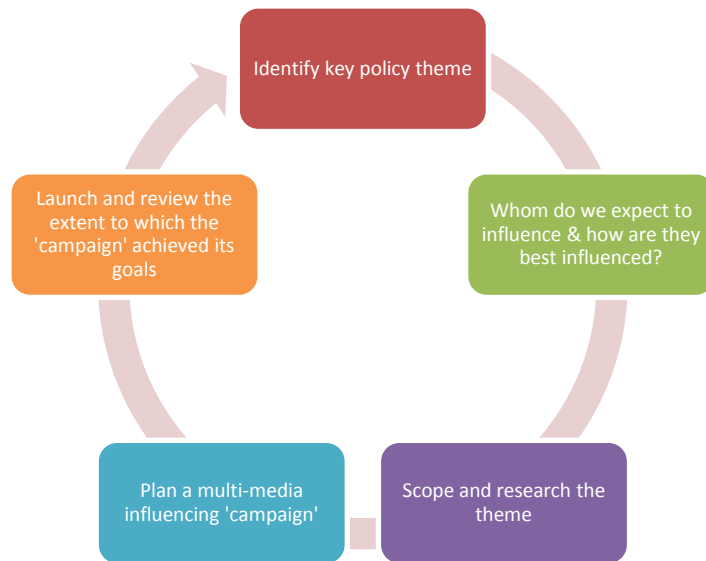 Identify key policy theme
Whom do we expect to
influence & how are they
best influenced?
Scope and research the
theme
Plan a multi-media
influencing 'campaign'
Launch and review the
extent to which the
'campaign' achieved its
goals